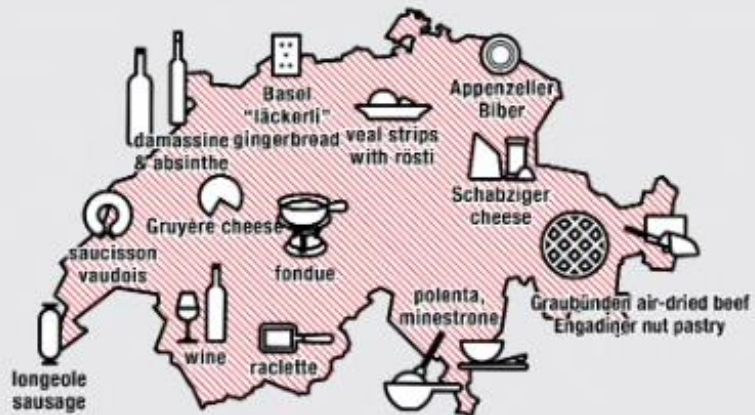 Basel
"läckerli"
gingerbread
Appenzeller
Biber
damassine
& absinthe
veal strips
with rösti
Schabziger
cheese
Gruyère cheese
saucisson
vaudois
fondue
polenta,
minestrone
Graubünden air-dried beef
Engadiner nut pastry
wine
raclette
longeole
sausage